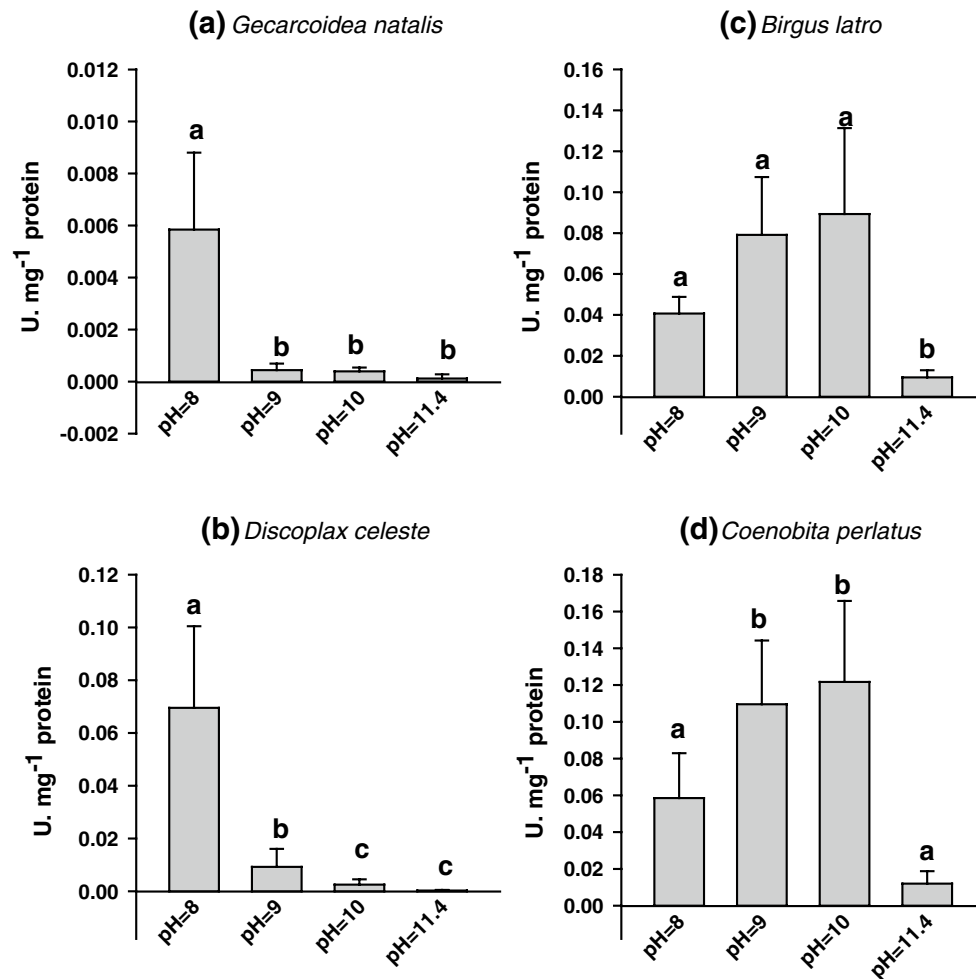 (a) Gecarcoidea natalis
U. mg-1 protein
0.012
0.010
0.008
0.006
0.004
0.002
0.000
-0.002
a
b
b
b
pH=8
pH=9
pH=10
pH=11.4
(c) Birgus latro
U. mg-1 protein
0.16
0.14
0.12
0.10
0.08
0.06
0.04
0.02
0.00
a
a
a
b
pH=8
pH=9
pH=10
pH=11.4
(b) Discoplax celeste
U. mg-1 protein
0.12
0.10
0.08
0.06
0.04
0.02
0.00
a
b
c
c
pH=8
pH=9
pH=10
pH=11.4
(d) Coenobita perlatus
U. mg-1 protein
0.18
0.16
0.14
0.12
0.10
0.08
0.06
0.04
0.02
0.00
a
b
b
a
pH=8
pH=9
pH=10
pH=11.4